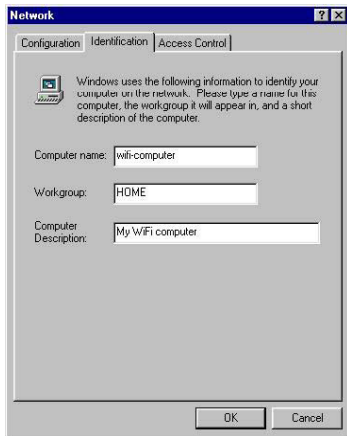 Network
? X
Configuration Identification Access Control
Windows uses the following information to identify your
computer on the network. Please type a name for this
computer, the workgroup it will appear in, and a short
description of the computer.
Computer name: wifi-computer
Workgroup: HOME
Computer
Description: My WiFi computer
OK Cancel